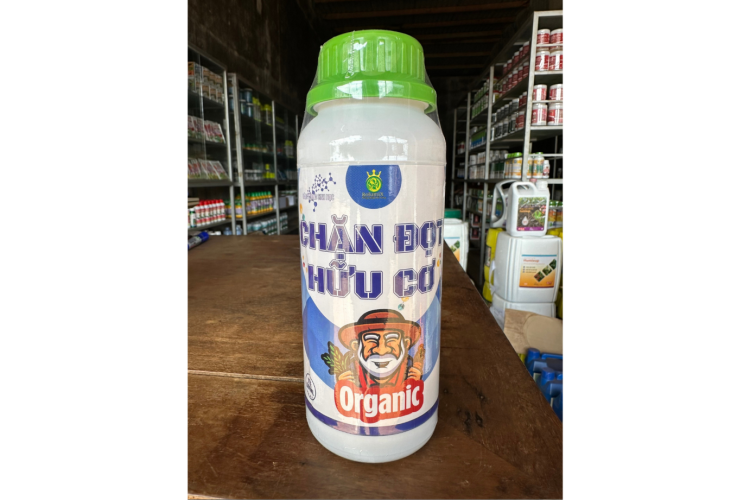 CHẶN ĐỌT
HỮU CƠ
Organic